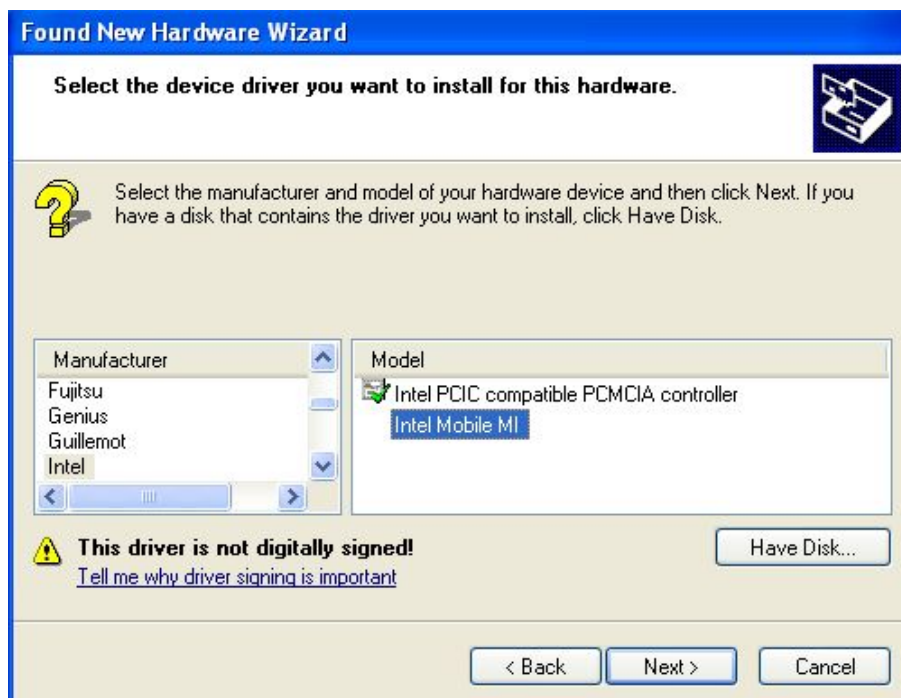 Found New Hardware Wizard
Select the device driver you want to install for this hardware.
Select the manufacturer and model of your hardware device and then click Next. If you
have a disk that contains the driver you want to install, click Have Disk.
Manufacturer
Fujitsu
Genius
Guillemot
Intel
Model
Intel PCIC compatible PCMCIA controller
Intel Mobile MI
This driver is not digitally signed!
Tell me why driver signing is important
Have Disk...
< Back
Next >
Cancel